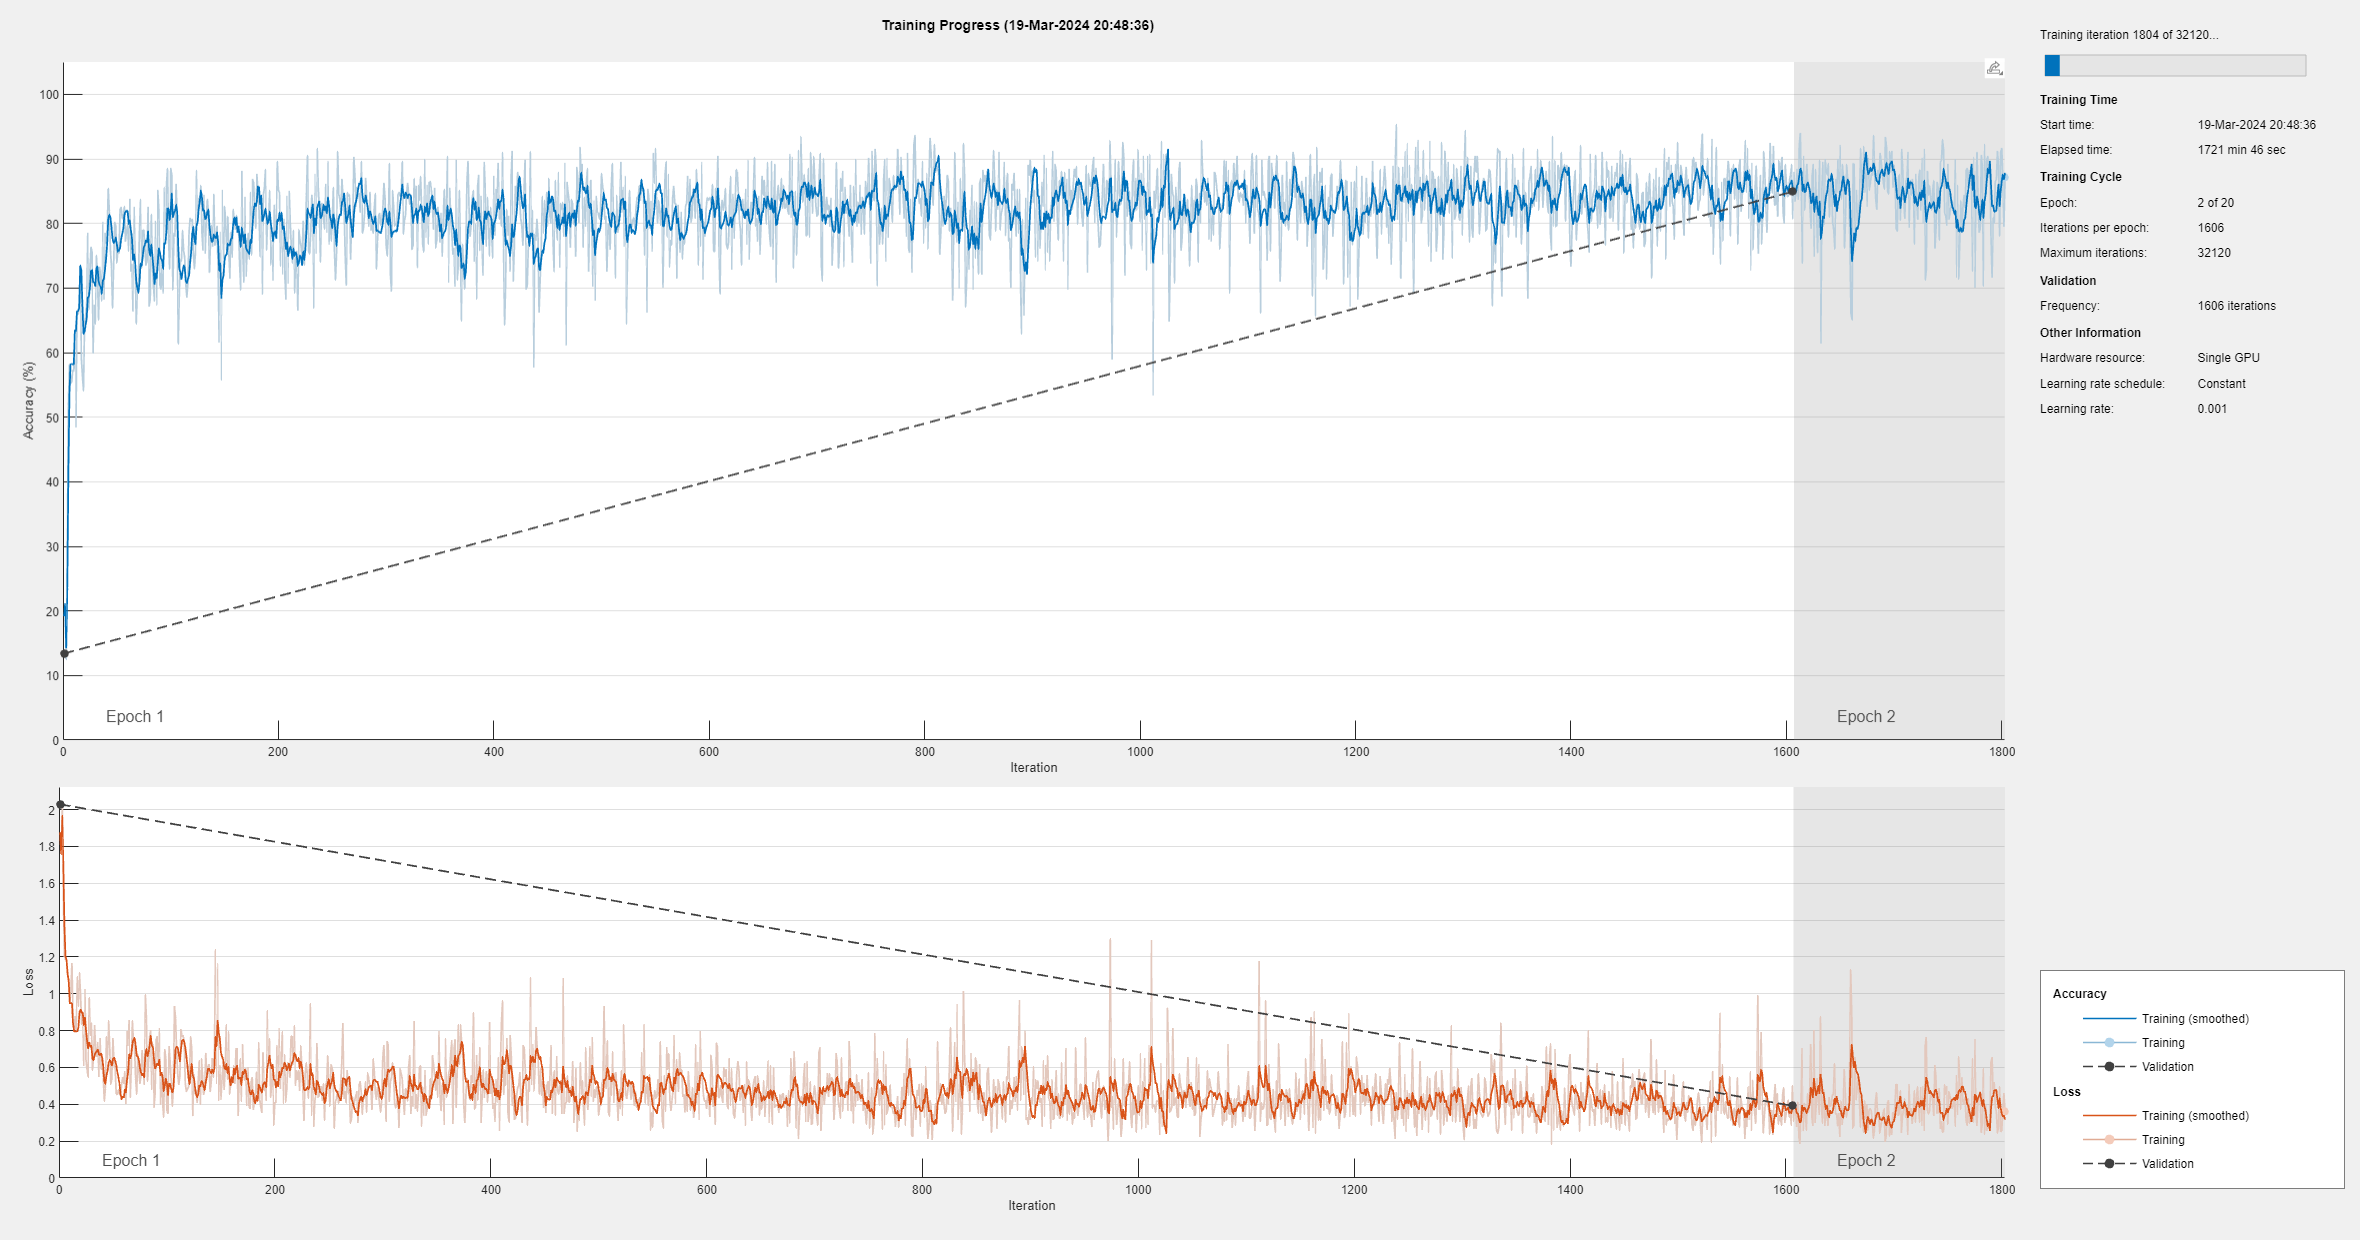 Training Progress (19-Mar-2024 20:48:36)
100
90
80
70
60
50
40
30
20
10
0
Accuracy (%)
Epoch 1
Epoch 2
0 200 400 600 800 1000 1200 1400 1600 1800
Iteration
2
1.8
1.6
1.4
1.2
1
0.8
0.6
0.4
0.2
0
Loss
Epoch 1
Epoch 2
0 200 400 600 800 1000 1200 1400 1600 1800
Iteration
Training iteration 1804 of 32120...
Training Time
Start time: 19-Mar-2024 20:48:36
Elapsed time: 1721 min 46 sec
Training Cycle
Epoch: 2 of 20
Iterations per epoch: 1606
Maximum iterations: 32120
Validation
Frequency: 1606 iterations
Other Information
Hardware resource: Single GPU
Learning rate schedule: Constant
Learning rate: 0.001
Accuracy
Training (smoothed)
Training
Validation
Loss
Training (smoothed)
Training
Validation